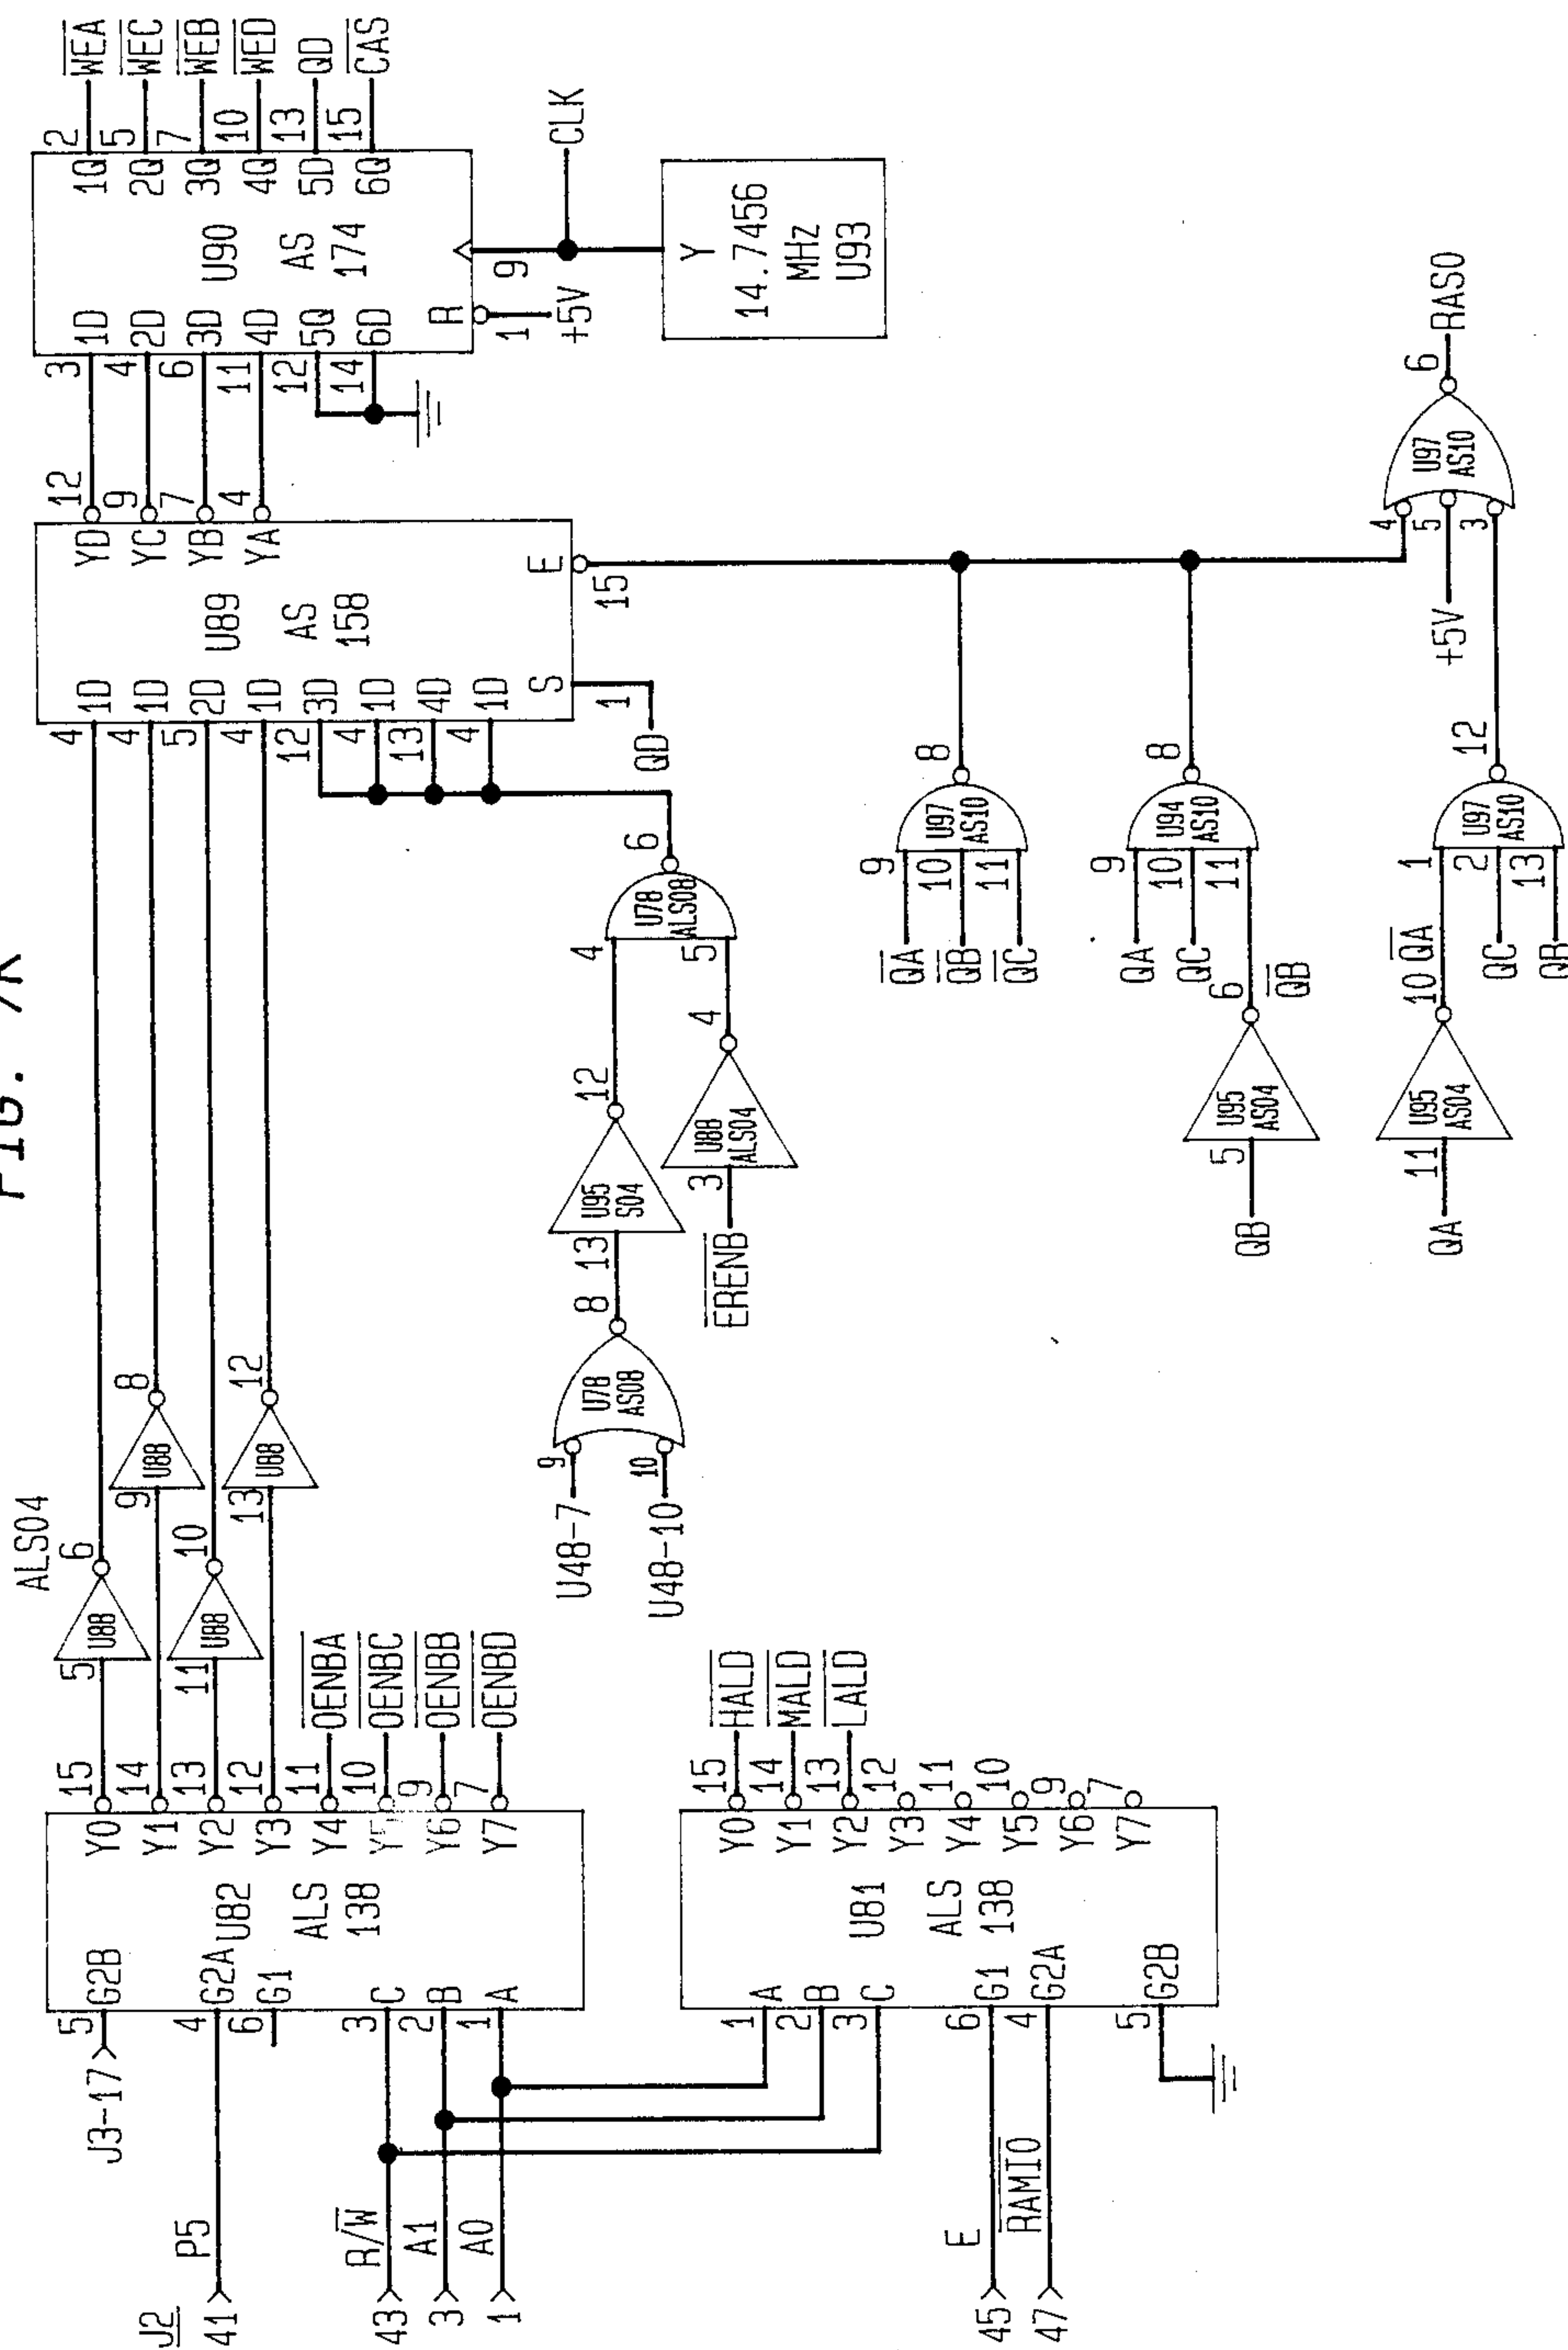 FIG. 7K
J2
41
P5
J3-17
43
R/W
3
A1
1
A0
45
E
47
RAMIO
5
G2B
4
G2A
6
G1
3
C
2
B
1
A
U82
ALS
138
Y0
15
Y1
14
Y2
13
Y3
12
Y4
11
OENBA
Y5
10
OENBC
Y6
9
OENBB
Y7
7
OENBD
1
A
2
B
3
C
6
G1
4
G2A
5
G2B
U81
ALS
138
Y0
15
HALD
Y1
14
MALD
Y2
13
LALD
Y3
12
Y4
11
Y5
10
Y6
9
Y7
7
ALS04
5
U88
6
9
U88
8
11
U88
10
13
U88
12
U48-7
9
U48-10
10
U78
AS08
8
13
U95
S04
12
ERENB
3
U88
ALS04
4
4
5
U78
ALS08
6
4
1D
4
1D
5
2D
4
1D
12
3D
4
1D
13
4D
4
1D
S
1
QD
U89
AS
158
E
15
YD
12
YC
9
YB
7
YA
4
3
1D
4
2D
6
3D
11
4D
12
5Q
14
6D
R
1
+5V
9
U90
AS
174
1Q
2
WEA
2Q
5
WEC
3Q
7
WEB
4Q
10
WED
5D
13
QD
6Q
15
CAS
CLK
Y
14.7456
MHz
U93
QA
9
QB
10
QC
11
U97
AS10
8
QA
9
QC
10
11
U94
AS10
8
QB
5
U95
AS04
6
QB
QA
11
U95
AS04
10
QA
1
QC
2
QB
13
U97
AS10
12
4
+5V
5
3
U97
AS10
6
RAS0